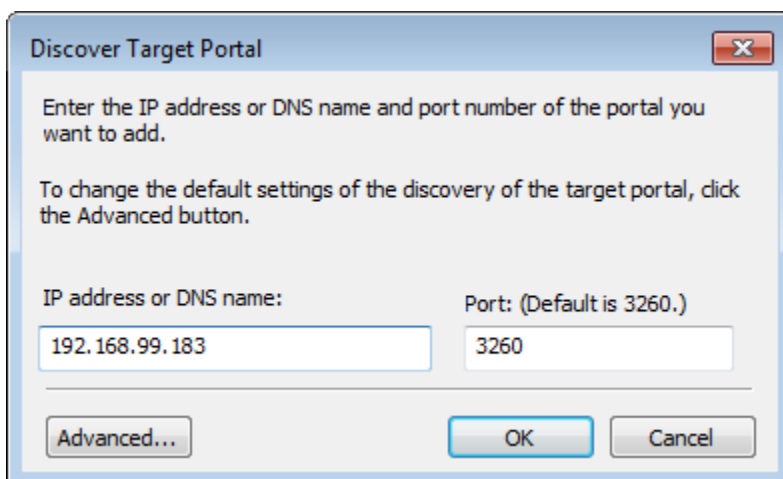 Discover Target Portal
Enter the IP address or DNS name and port number of the portal you
want to add.
To change the default settings of the discovery of the target portal, click
the Advanced button.
IP address or DNS name:
Port: (Default is 3260.)
192.168.99.183
3260
Advanced...
OK
Cancel